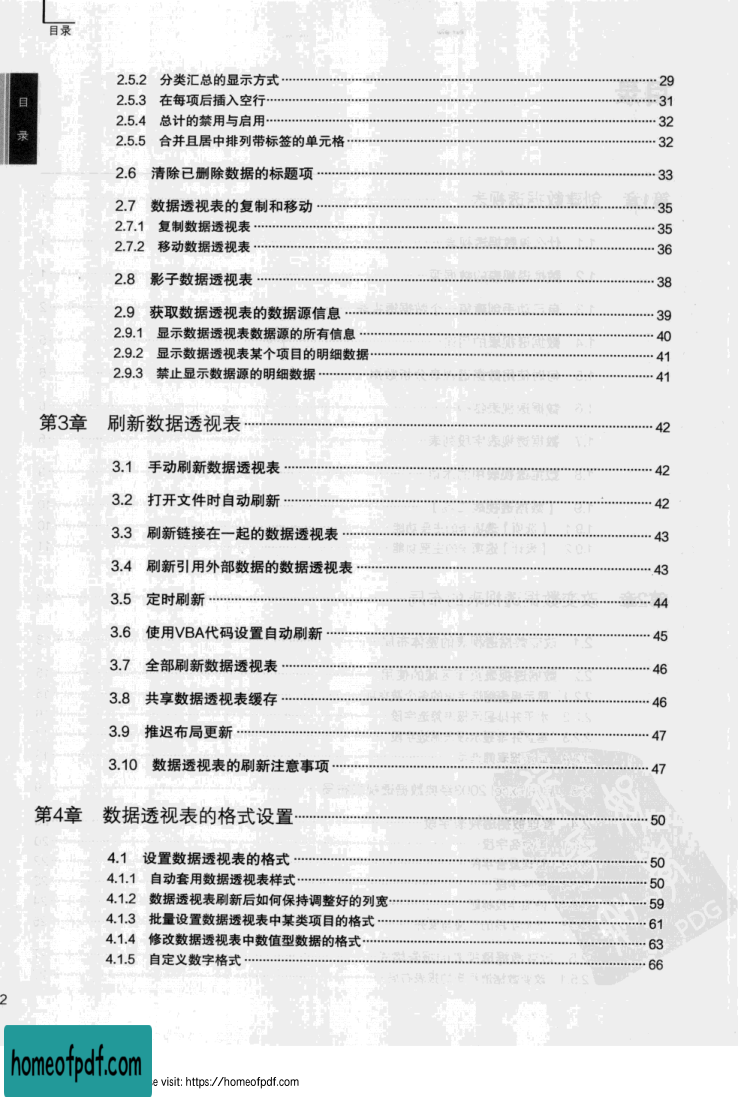 目录
目
录
2.5.2 分类汇总的显示方式 29
2.5.3 在每项后插入空行 31
2.5.4 总计的禁用与启用 32
2.5.5 合并且居中排列带标签的单元格 32
2.6 清除已删除数据的标题项 33
2.7 数据透视表的复制和移动 35
2.7.1 复制数据透视表 35
2.7.2 移动数据透视表 36
2.8 影子数据透视表 38
2.9 获取数据透视表的数据源信息 39
2.9.1 显示数据透视表数据源的所有信息 40
2.9.2 显示数据透视表某个项目的明细数据 41
2.9.3 禁止显示数据源的明细数据 41
第3章 刷新数据透视表 42
3.1 手动刷新数据透视表 42
3.2 打开文件时自动刷新 42
3.3 刷新链接在一起的数据透视表 43
3.4 刷新引用外部数据的数据透视表 43
3.5 定时刷新 44
3.6 使用VBA代码设置自动刷新 45
3.7 全部刷新数据透视表 46
3.8 共享数据透视表缓存 46
3.9 推迟布局更新 47
3.10 数据透视表的刷新注意事项 47
第4章 数据透视表的格式设置 50
4.1 设置数据透视表的格式 50
4.1.1 自动套用数据透视表样式 50
4.1.2 数据透视表刷新后如何保持调整好的列宽 59
4.1.3 批量设置数据透视表中某类项目的格式 61
4.1.4 修改数据透视表中数值型数据的格式 63
4.1.5 自定义数字格式 66
PDG
2
homeofpdf.com
e visit: https://homeofpdf.com